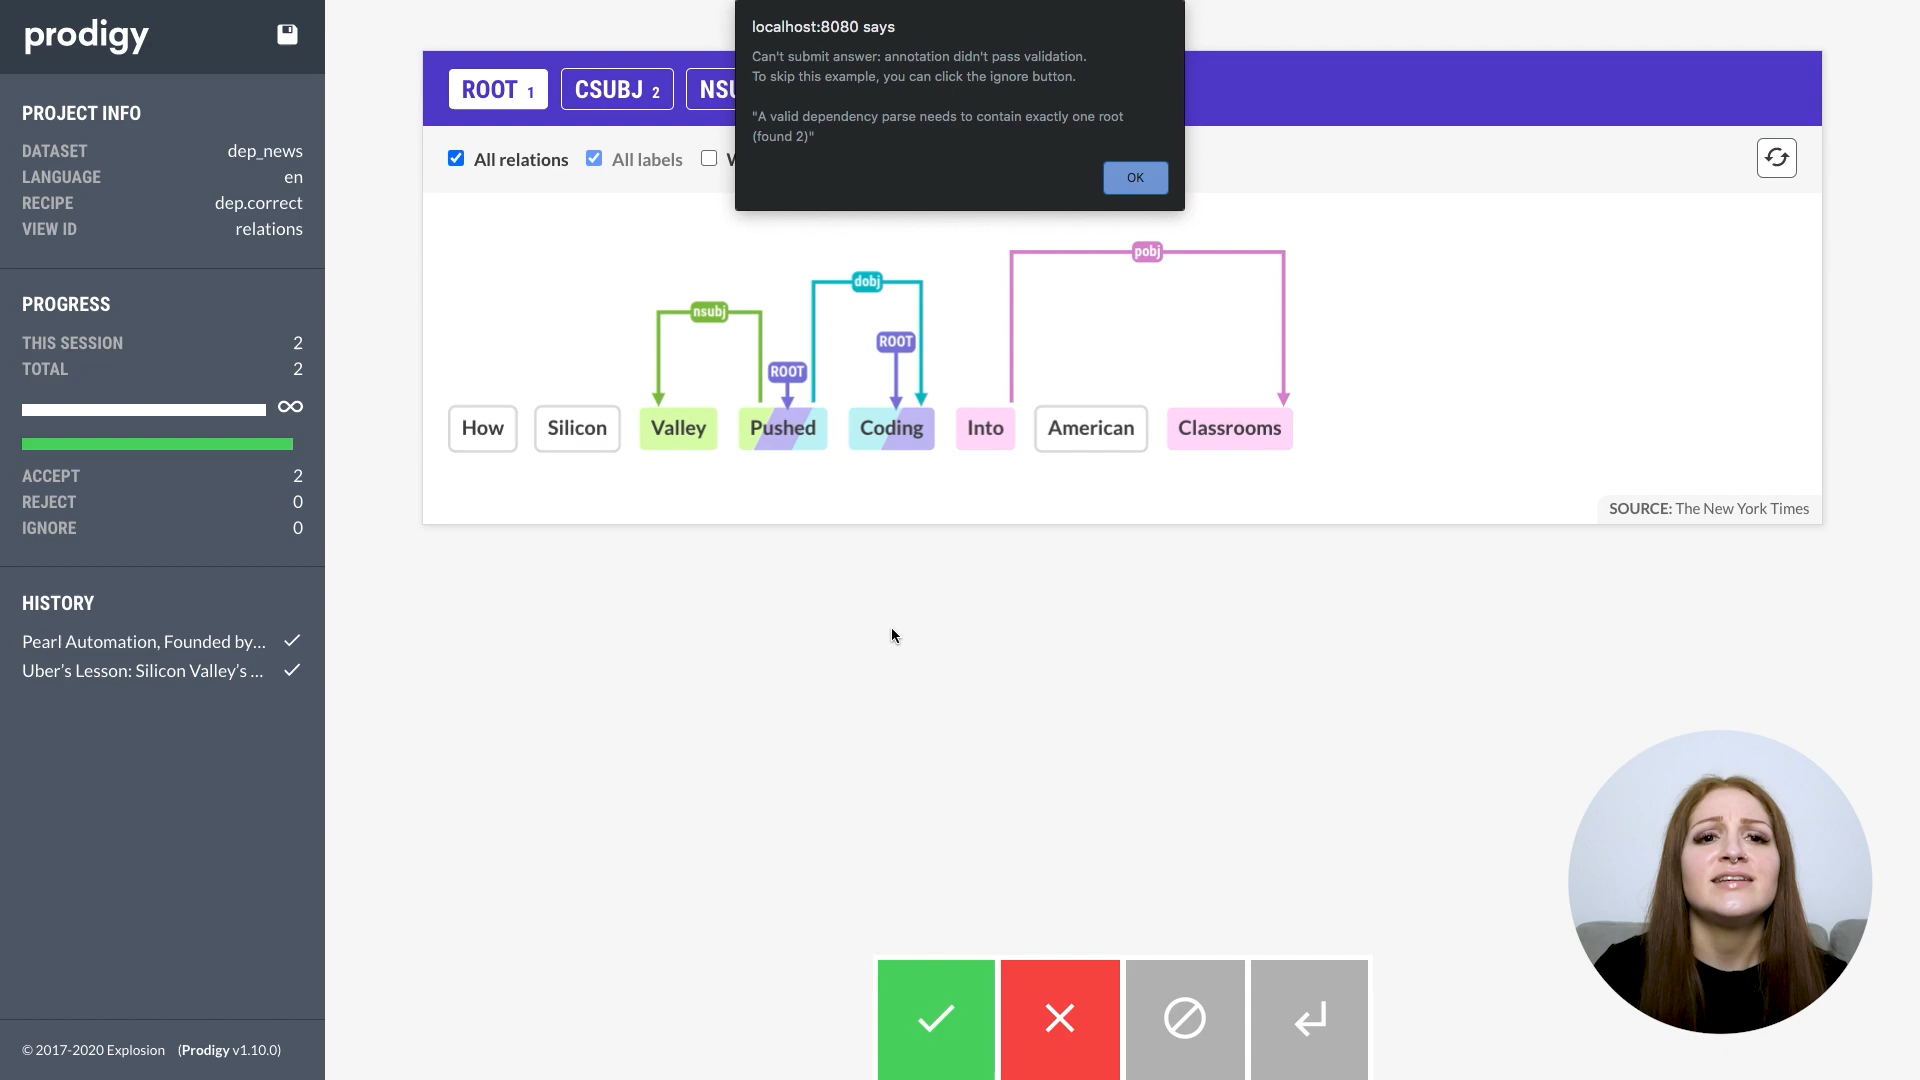 prodigy
PROJECT INFO
DATASET dep_news
LANGUAGE en
RECIPE dep.correct
VIEW ID relations
PROGRESS
THIS SESSION 2
TOTAL 2
∞
ACCEPT 2
REJECT 0
IGNORE 0
HISTORY
Pearl Automation, Founded by...
Uber's Lesson: Silicon Valley's ...
© 2017-2020 Explosion (Prodigy v1.10.0)
localhost:8080 says
Can't submit answer: annotation didn't pass validation.
To skip this example, you can click the ignore button.
"A valid dependency parse needs to contain exactly one root
(found 2)"
OK
ROOT 1 CSUBJ 2 NSU
All relations All labels W
pobj
dobj
nsubj
ROOT
ROOT
How Silicon Valley Pushed Coding Into American Classrooms
SOURCE: The New York Times